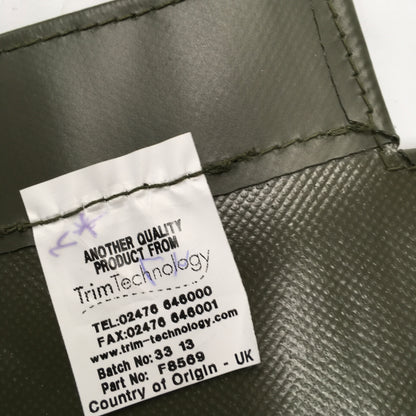 ANOTHER QUALITY
PRODUCT FROM
TrimTechnology
TEL:02476 646000
FAX:02476 646001
www.trim-technology.com
Batch No: 33 13
Part No: F8569
Country of Origin - UK